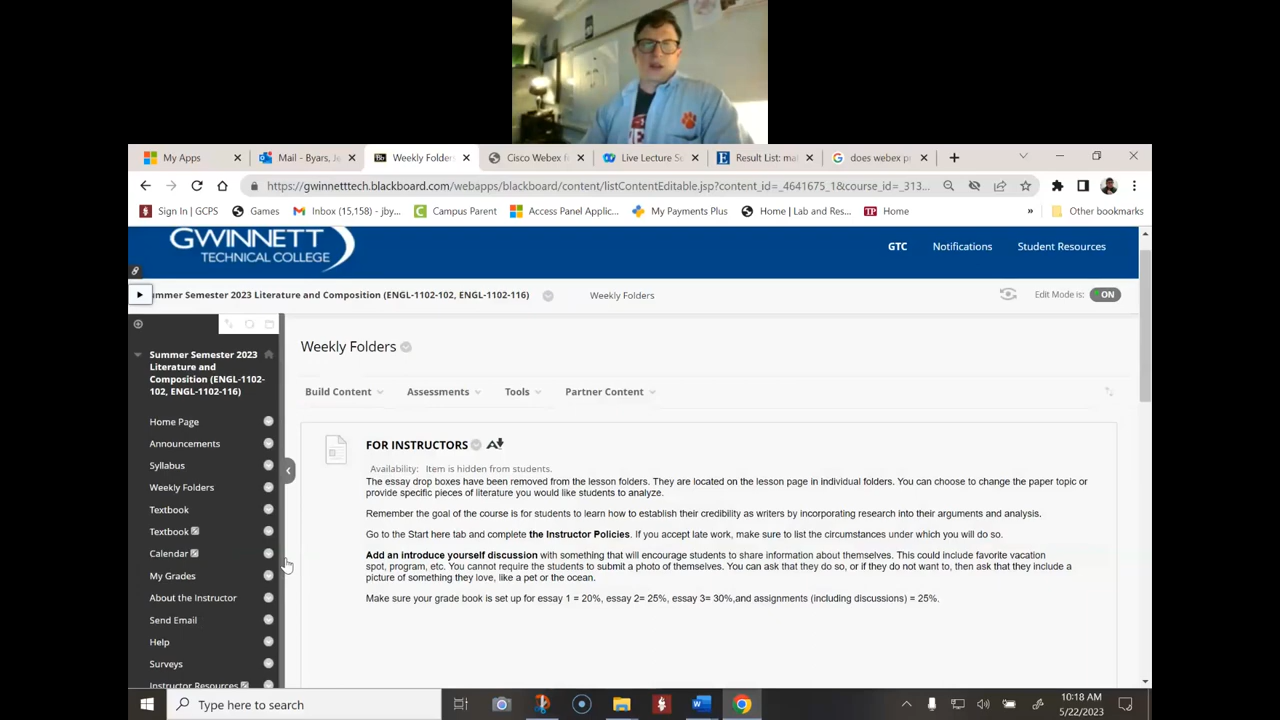 My Apps
Mail - Byars, Je
Weekly Folders
Cisco Webex f
Live Lecture Se
Result List: ma
does webex p
https://gwinnetttech.blackboard.com/webapps/blackboard/content/listContentEditable.jsp?content_id=_4641675_1&course_id=_313...
Sign In | GCPS
Games
Inbox (15,158) - jby...
Campus Parent
Access Panel Applic...
My Payments Plus
Home | Lab and Res...
Home
»
Other bookmarks
GWINNETT
TECHNICAL COLLEGE
GTC
Notifications
Student Resources
mmer Semester 2023 Literature and Composition (ENGL-1102-102, ENGL-1102-116)
Weekly Folders
Edit Mode is:
ON
Summer Semester 2023
Literature and
Composition (ENGL-1102-
102, ENGL-1102-116)
Home Page
Announcements
Syllabus
Weekly Folders
Textbook
Textbook
Calendar
My Grades
About the Instructor
Send Email
Help
Surveys
Instructor Resources
Weekly Folders
Build Content
Assessments
Tools
Partner Content
FOR INSTRUCTORS
Availability: Item is hidden from students.
The essay drop boxes have been removed from the lesson folders. They are located on the lesson page in individual folders. You can choose to change the paper topic or
provide specific pieces of literature you would like students to analyze.
Remember the goal of the course is for students to learn how to establish their credibility as writers by incorporating research into their arguments and analysis.
Go to the Start here tab and complete the Instructor Policies. If you accept late work, make sure to list the circumstances under which you will do so.
Add an introduce yourself discussion with something that will encourage students to share information about themselves. This could include favorite vacation
spot, program, etc. You cannot require the students to submit a photo of themselves. You can ask that they do so, or if they do not want to, then ask that they include a
picture of something they love, like a pet or the ocean.
Make sure your grade book is set up for essay 1 = 20%, essay 2= 25%, essay 3= 30%,and assignments (including discussions) = 25%.
Type here to search
10:18 AM
5/22/2023